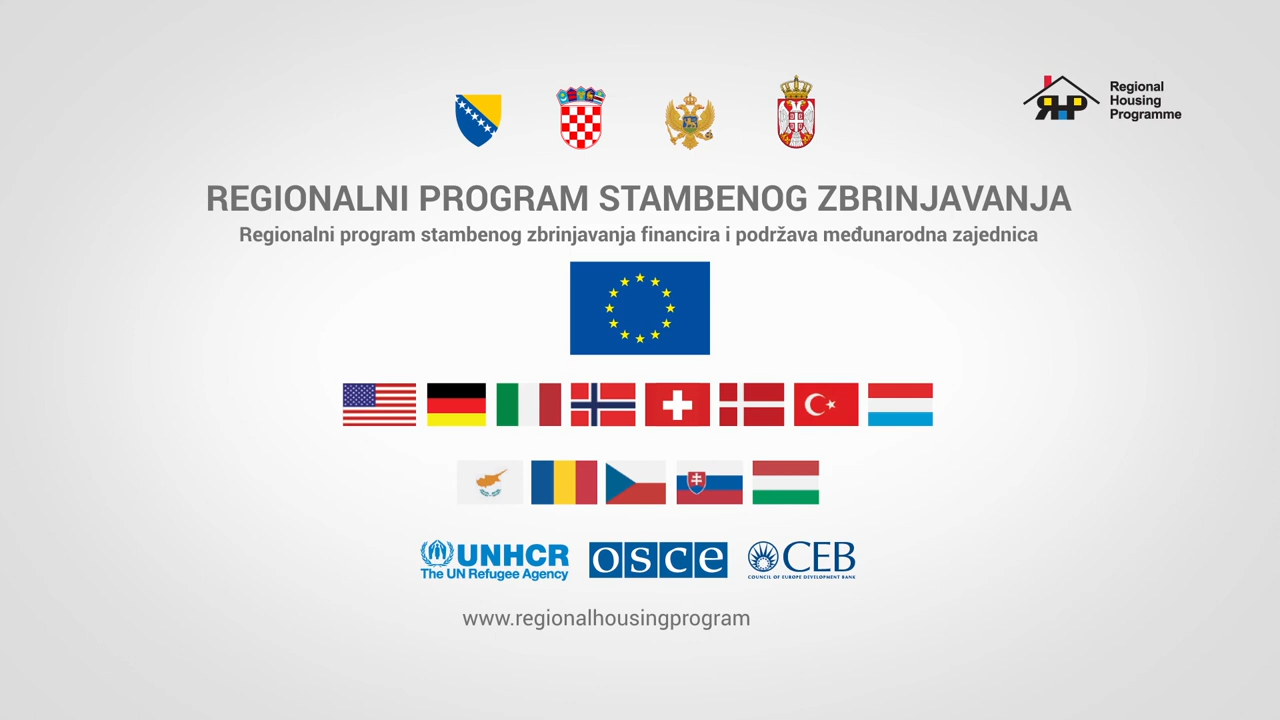 Regional
Housing
Programme
RHP
REGIONALNI PROGRAM STAMBENOG ZBRINJAVANJA
Regionalni program stambenog zbrinjavanja financira i podržava međunarodna zajednica
UNHCR
The UN Refugee Agency
osce
CEB
COUNCIL OF EUROPE DEVELOPMENT BANK
www.regionalhousingprogram